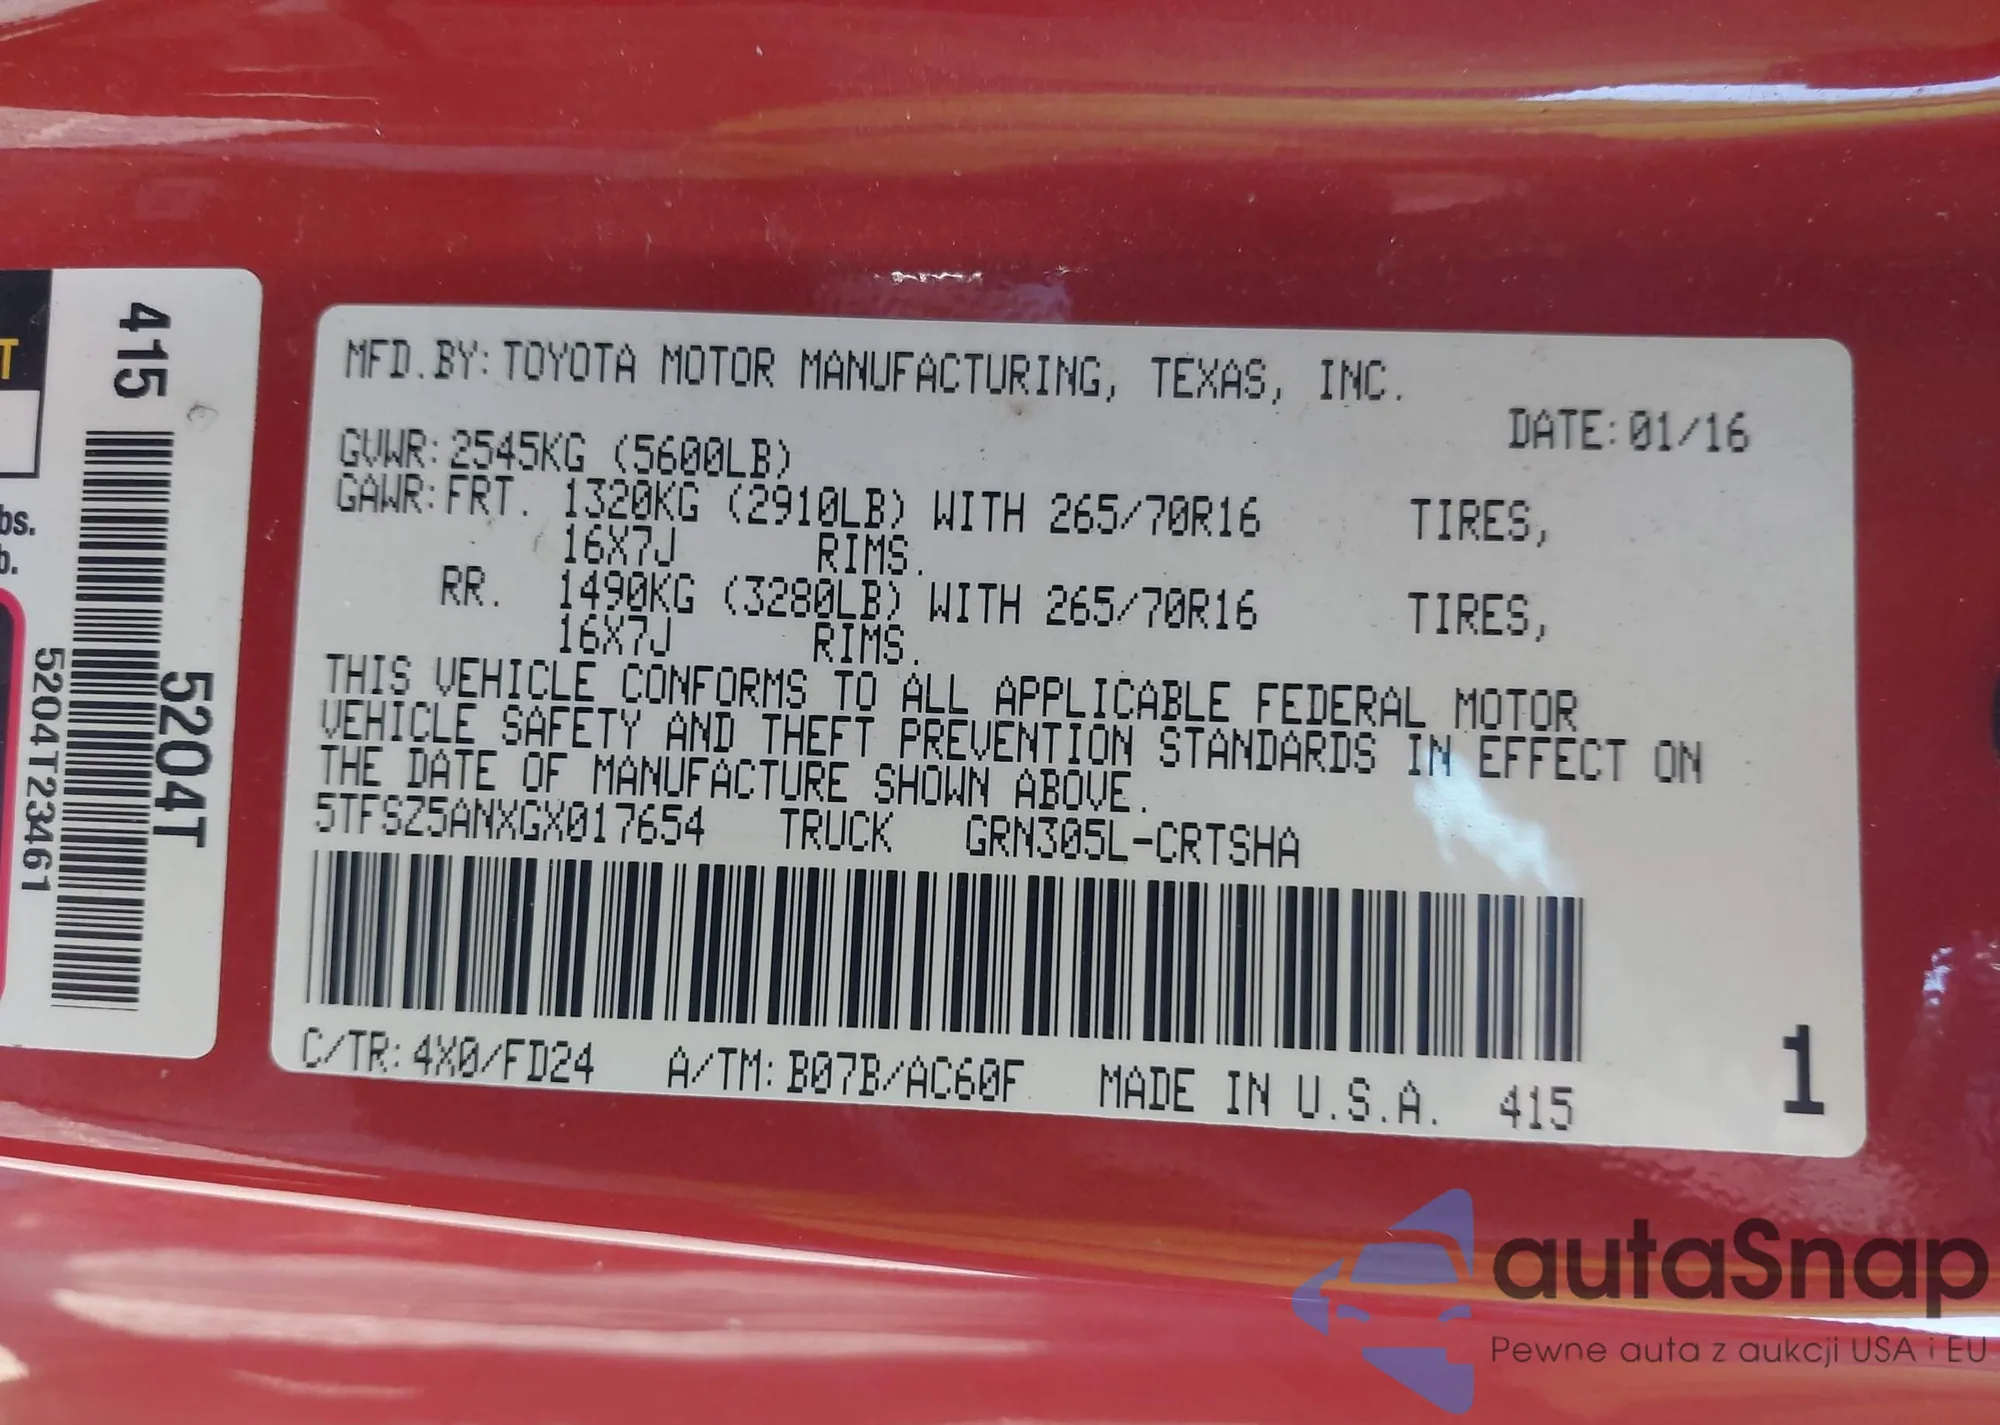 T
bs.
b.
415
5204T
5204T23461
MFD.BY:TOYOTA MOTOR MANUFACTURING, TEXAS, INC.
DATE:01/16
GVWR:2545KG (5600LB)
GAWR:FRT. 1320KG (2910LB) WITH 265/70R16 TIRES,
16X7J RIMS.
RR. 1490KG (3280LB) WITH 265/70R16 TIRES,
16X7J RIMS.
THIS VEHICLE CONFORMS TO ALL APPLICABLE FEDERAL MOTOR
VEHICLE SAFETY AND THEFT PREVENTION STANDARDS IN EFFECT ON
THE DATE OF MANUFACTURE SHOWN ABOVE.
5TFSZ5ANXGX017654 TRUCK GRN305L-CRTSHA
C/TR:4X0/FD24 A/TM:B07B/AC60F MADE IN U.S.A. 415
1
autaSnap
Pewne auta z aukcji USA i EU